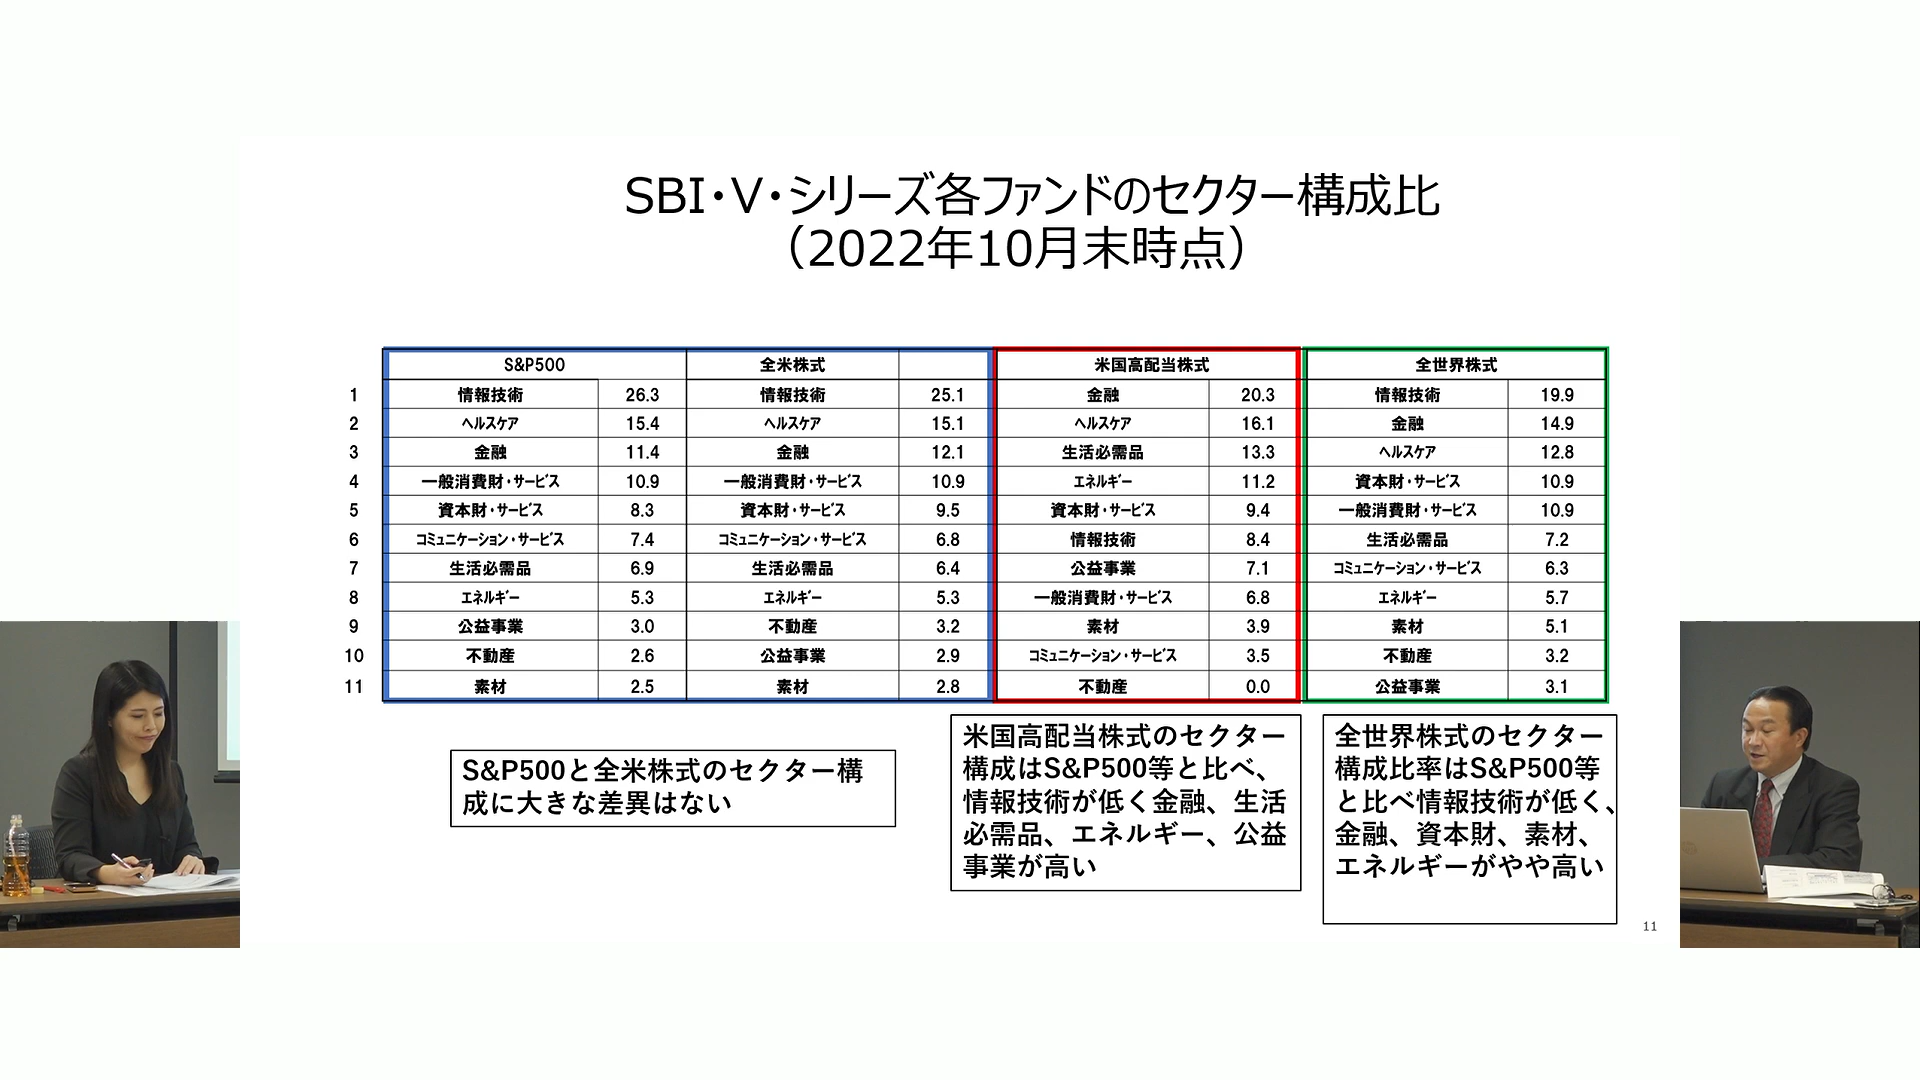 SBI・V・シリーズ各ファンドのセクター構成比
（2022年10月末時点）
S&P500 全米株式 米国高配当株式 全世界株式
1 情報技術 26.3 情報技術 25.1 金融 20.3 情報技術 19.9
2 ヘルスケア 15.4 ヘルスケア 15.1 ヘルスケア 16.1 金融 14.9
3 金融 11.4 金融 12.1 生活必需品 13.3 ヘルスケア 12.8
4 一般消費財・サービス 10.9 一般消費財・サービス 10.9 エネルギー 11.2 資本財・サービス 10.9
5 資本財・サービス 8.3 資本財・サービス 9.5 資本財・サービス 9.4 一般消費財・サービス 10.9
6 コミュニケーション・サービス 7.4 コミュニケーション・サービス 6.8 情報技術 8.4 生活必需品 7.2
7 生活必需品 6.9 生活必需品 6.4 公益事業 7.1 コミュニケーション・サービス 6.3
8 エネルギー 5.3 エネルギー 5.3 一般消費財・サービス 6.8 エネルギー 5.7
9 公益事業 3.0 不動産 3.2 素材 3.9 素材 5.1
10 不動産 2.6 公益事業 2.9 コミュニケーション・サービス 3.5 不動産 3.2
11 素材 2.5 素材 2.8 不動産 0.0 公益事業 3.1
S&P500と全米株式のセクター構
成に大きな差異はない
米国高配当株式のセクター
構成はS&P500等と比べ、
情報技術が低く金融、生活
必需品、エネルギー、公益
事業が高い
全世界株式のセクター
構成比率はS&P500等
と比べ情報技術が低く、
金融、資本財、素材、
エネルギーがやや高い
11